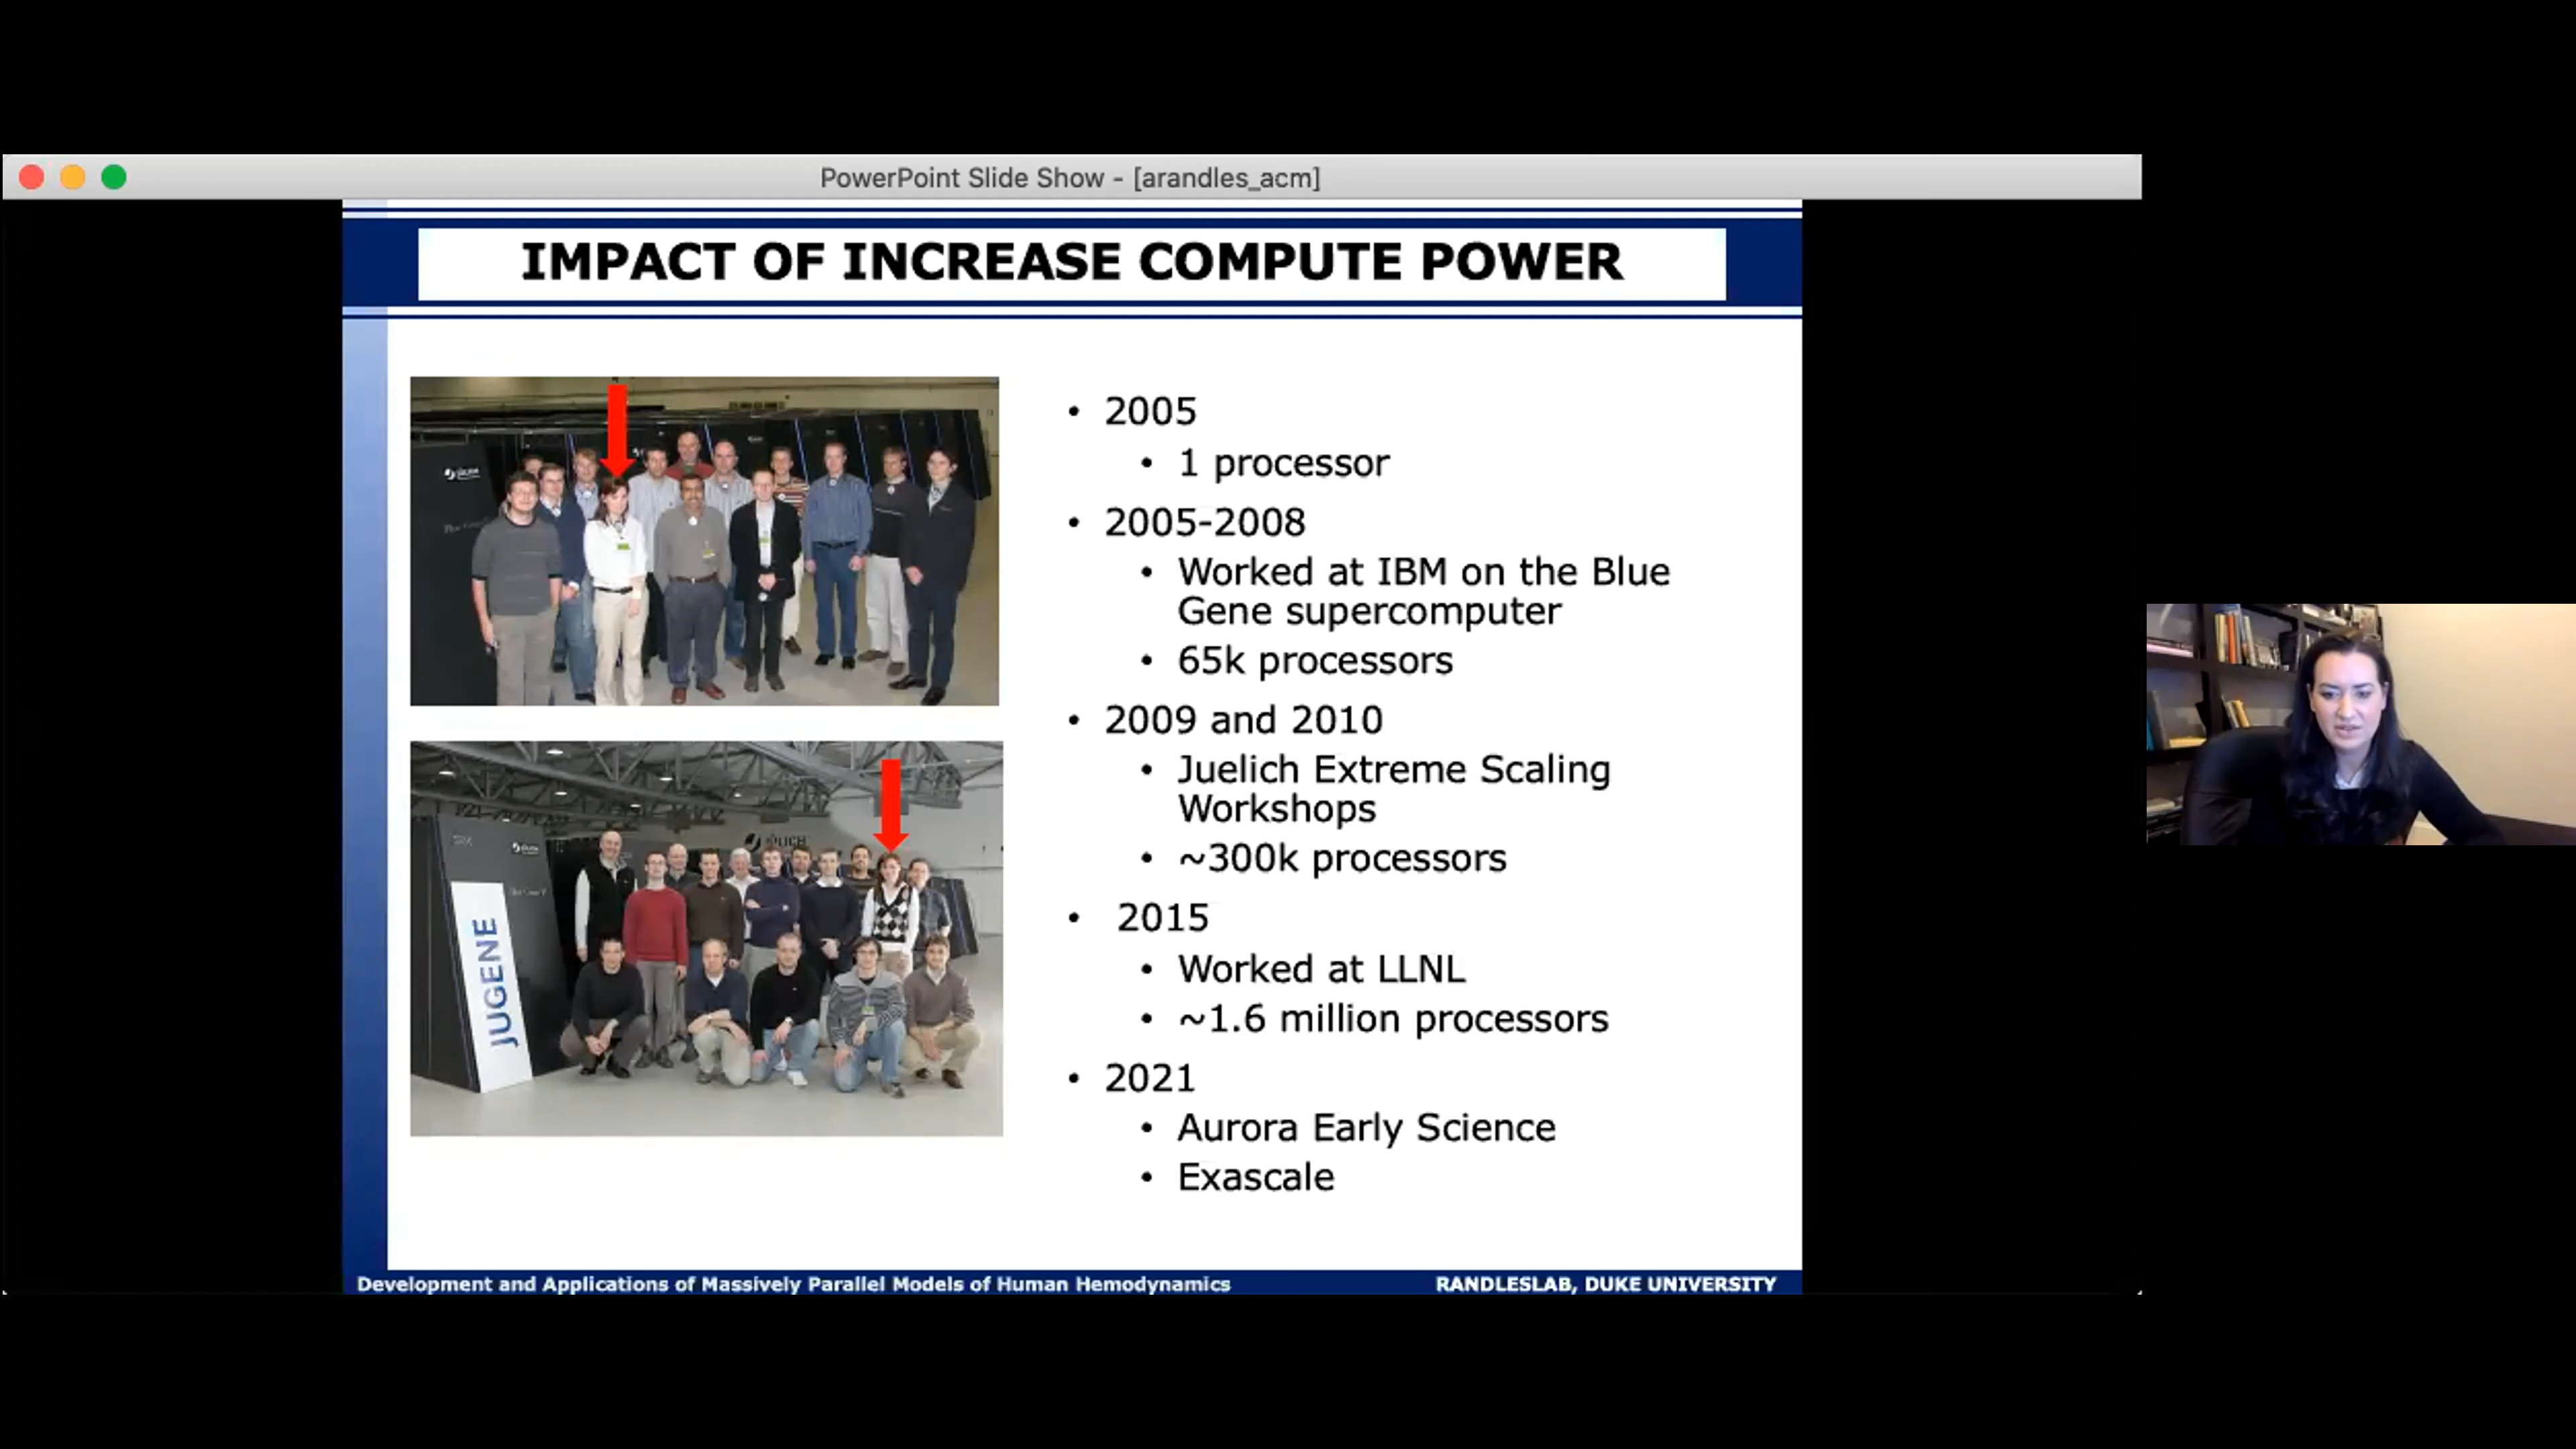 PowerPoint Slide Show - [arandles_acm]
IMPACT OF INCREASE COMPUTE POWER
• 2005
• 1 processor
• 2005-2008
• Worked at IBM on the Blue
Gene supercomputer
• 65k processors
• 2009 and 2010
• Juelich Extreme Scaling
Workshops
• ~300k processors
• 2015
• Worked at LLNL
• ~1.6 million processors
• 2021
• Aurora Early Science
• Exascale
JÜLICH
JUGENE
Development and Applications of Massively Parallel Models of Human Hemodynamics
RANDLESLAB, DUKE UNIVERSITY